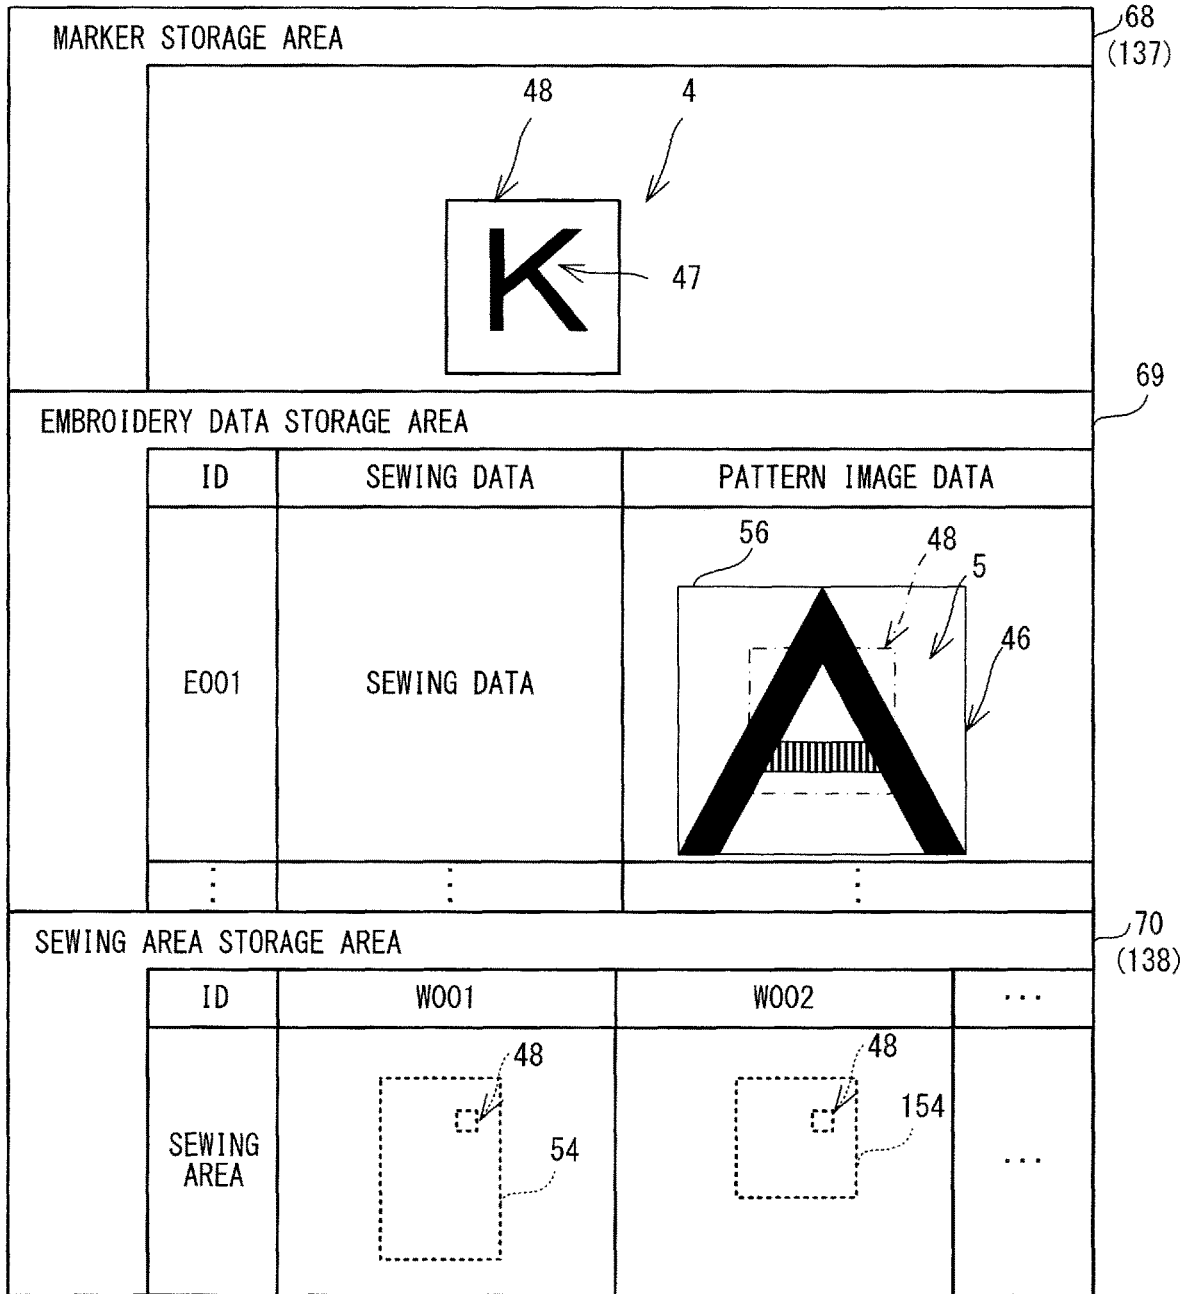 MARKER STORAGE AREA
68
(137)
48
4
K
47
69
EMBROIDERY DATA STORAGE AREA
ID SEWING DATA PATTERN IMAGE DATA
56
48
5
46
E001 SEWING DATA
A
⋮ ⋮ ⋮
SEWING AREA STORAGE AREA
70
(138)
ID W001 W002 ...
48
48
154
54
SEWING
AREA
...